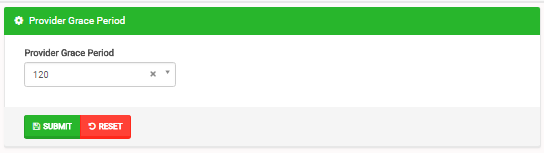 Provider Grace Period
Provider Grace Period
120
SUBMIT RESET